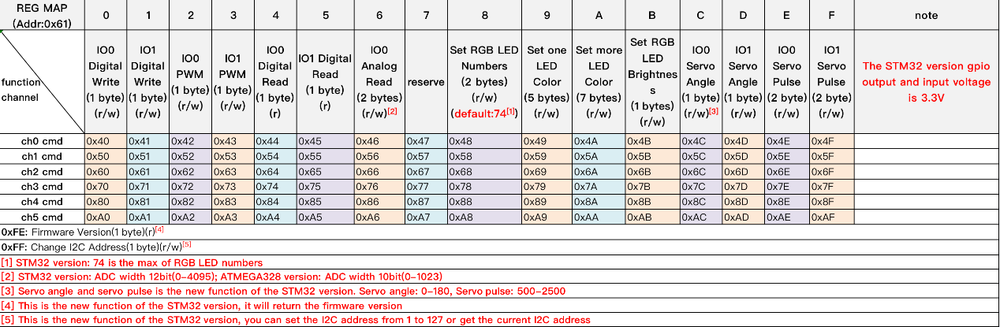 REG MAP (Addr:0x61) 0 1 2 3 4 5 6 7 8 9 A B C D E F note
function channel
IO0 Digital Write (1 byte) (r/w)
IO1 Digital Write (1 byte) (r/w)
IO0 PWM (1 byte) (r/w)
IO1 PWM (1 byte) (r/w)
IO0 Digital Read (1 byte) (r)
IO1 Digital Read (1 byte) (r)
IO0 Analog Read (2 bytes) (r/w)[2]
reserve
Set RGB LED Numbers (2 bytes) (r/w) (default:74[1])
Set one LED Color (5 bytes) (r/w)
Set more LED Color (7 bytes) (r/w)
Set RGB LED Brightness (1 bytes) (r/w)
IO0 Servo Angle (1 byte) (r/w)[3]
IO1 Servo Angle (1 byte) (r/w)
IO0 Servo Pulse (2 byte) (r/w)
IO1 Servo Pulse (2 byte) (r/w)
The STM32 version gpio output and input voltage is 3.3V
ch0 cmd 0x40 0x41 0x42 0x43 0x44 0x45 0x46 0x47 0x48 0x49 0x4A 0x4B 0x4C 0x4D 0x4E 0x4F
ch1 cmd 0x50 0x51 0x52 0x53 0x54 0x55 0x56 0x57 0x58 0x59 0x5A 0x5B 0x5C 0x5D 0x5E 0x5F
ch2 cmd 0x60 0x61 0x62 0x63 0x64 0x65 0x66 0x67 0x68 0x69 0x6A 0x6B 0x6C 0x6D 0x6E 0x6F
ch3 cmd 0x70 0x71 0x72 0x73 0x74 0x75 0x76 0x77 0x78 0x79 0x7A 0x7B 0x7C 0x7D 0x7E 0x7F
ch4 cmd 0x80 0x81 0x82 0x83 0x84 0x85 0x86 0x87 0x88 0x89 0x8A 0x8B 0x8C 0x8D 0x8E 0x8F
ch5 cmd 0xA0 0xA1 0xA2 0xA3 0xA4 0xA5 0xA6 0xA7 0xA8 0xA9 0xAA 0xAB 0xAC 0xAD 0xAE 0xAF
0xFE: Firmware Version(1 byte)(r)[4]
0xFF: Change I2C Address(1 byte)(r/w)[5]
[1] STM32 version: 74 is the max of RGB LED numbers
[2] STM32 version: ADC width 12bit(0-4095); ATMEGA328 version: ADC width 10bit(0-1023)
[3] Servo angle and servo pulse is the new function of the STM32 version. Servo angle: 0-180, Servo pulse: 500-2500
[4] This is the new function of the STM32 version, it will return the firmware version
[5] This is the new function of the STM32 version, you can set the I2C address from 1 to 127 or get the current I2C address